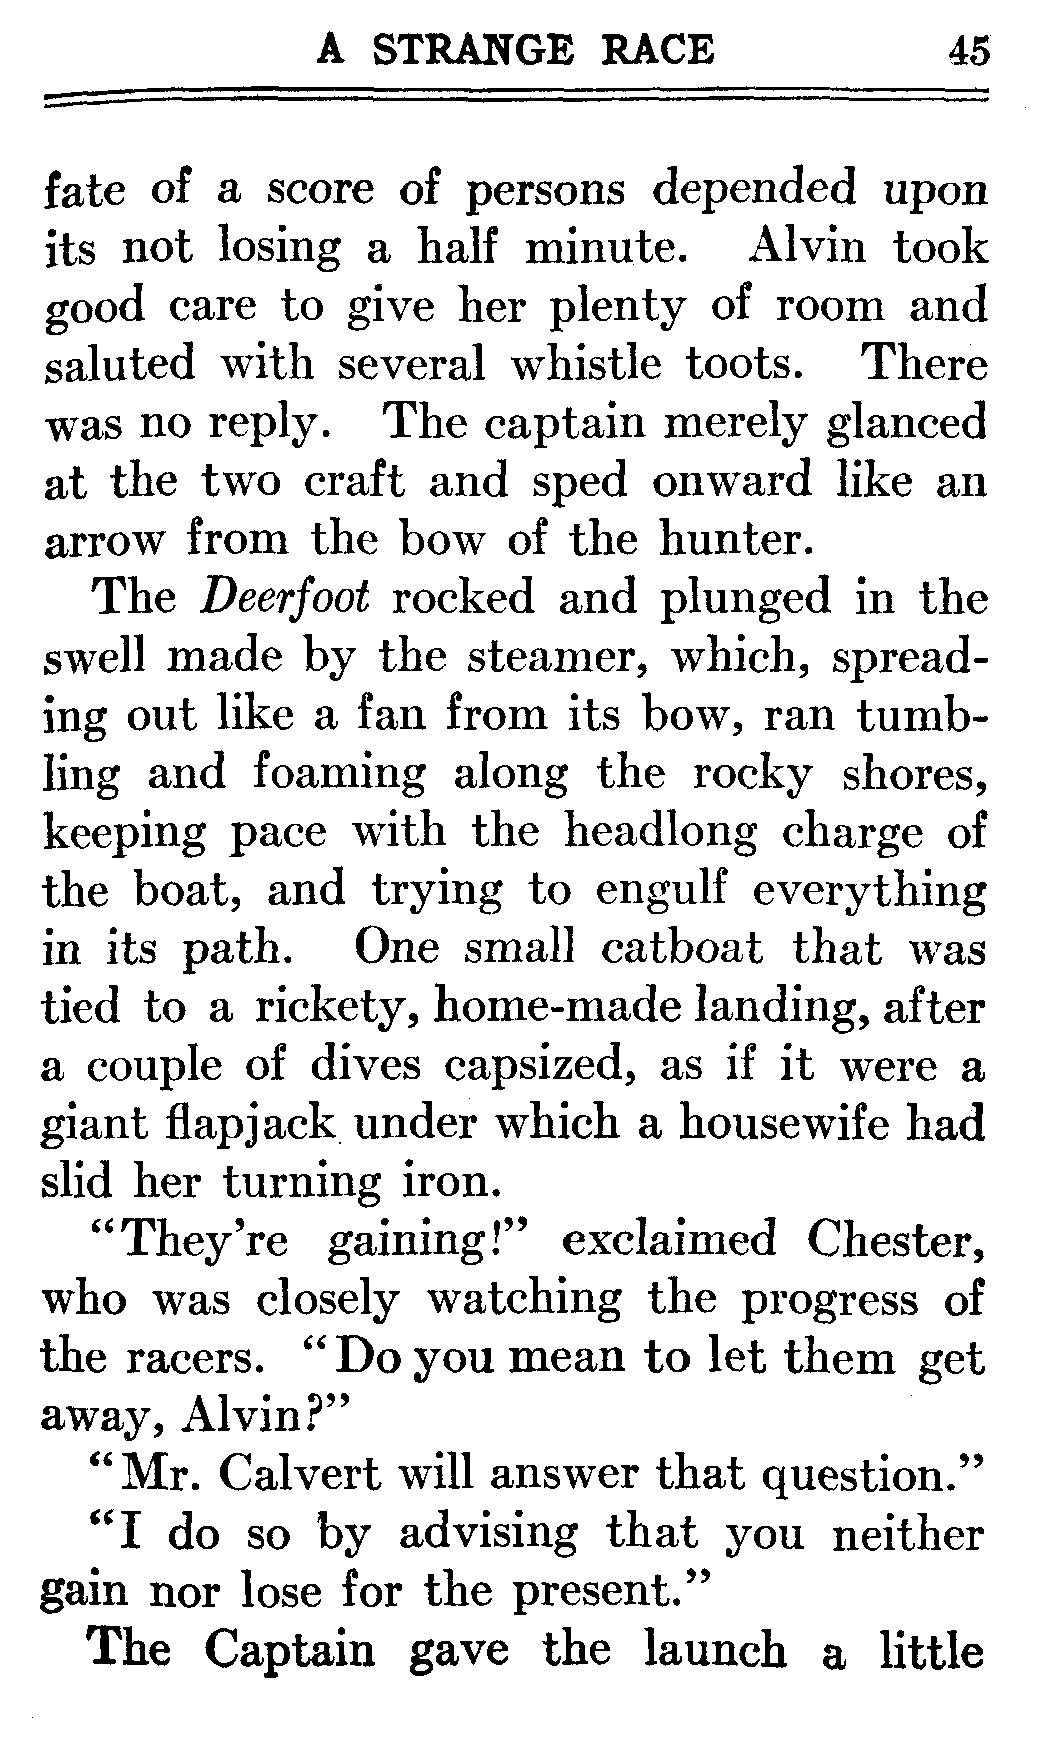 A STRANGE RACE 45
fate of a score of persons depended upon
its not losing a half minute. Alvin took
good care to give her plenty of room and
saluted with several whistle toots. There
was no reply. The captain merely glanced
at the two craft and sped onward like an
arrow from the bow of the hunter.
The Deerfoot rocked and plunged in the
swell made by the steamer, which, spread-
ing out like a fan from its bow, ran tumb-
ling and foaming along the rocky shores,
keeping pace with the headlong charge of
the boat, and trying to engulf everything
in its path. One small catboat that was
tied to a rickety, home-made landing, after
a couple of dives capsized, as if it were a
giant flapjack under which a housewife had
slid her turning iron.
“They’re gaining!” exclaimed Chester,
who was closely watching the progress of
the racers. “Do you mean to let them get
away, Alvin?”
“Mr. Calvert will answer that question.”
“I do so by advising that you neither
gain nor lose for the present.”
The Captain gave the launch a little